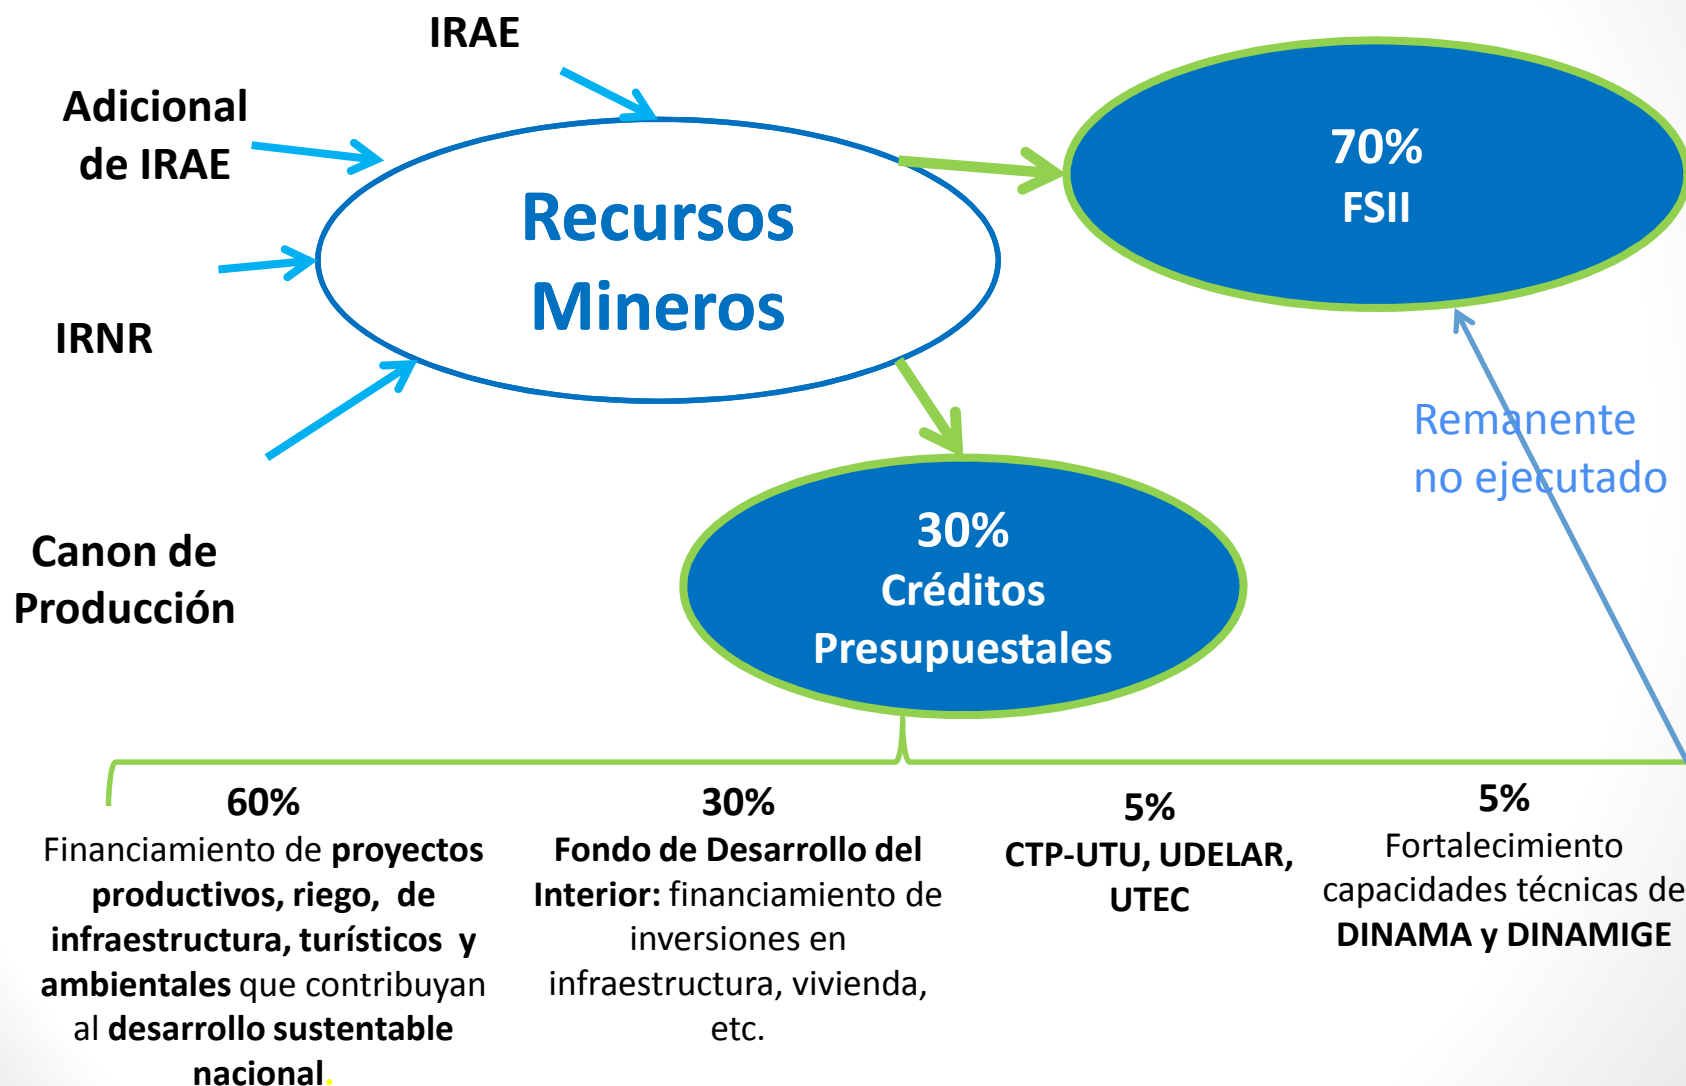 IRAE
Adicional
de IRAE
IRNR
Canon de
Producción
Recursos
Mineros
70%
FSII
Remanente
no ejecutado
30%
Créditos
Presupuestales
60%
Financiamiento de proyectos
productivos, riego, de
infraestructura, turísticos y
ambientales que contribuyan
al desarrollo sustentable
nacional.
30%
Fondo de Desarrollo del
Interior: financiamiento de
inversiones en
infraestructura, vivienda,
etc.
5%
CTP-UTU, UDELAR,
UTEC
5%
Fortalecimiento
capacidades técnicas de
DINAMA y DINAMIGE